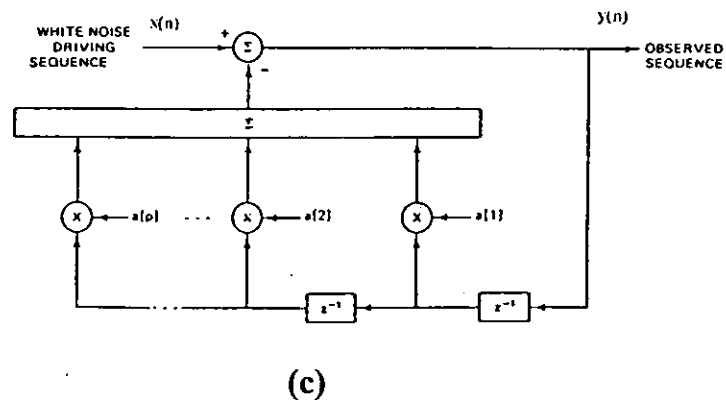 x(n)
y(n)
WHITE NOISE
DRIVING
SEQUENCE
+
Σ
OBSERVED
SEQUENCE
-
Σ
X
a[p]
...
X
a[2]
X
a[1]
z⁻¹
z⁻¹
(c)